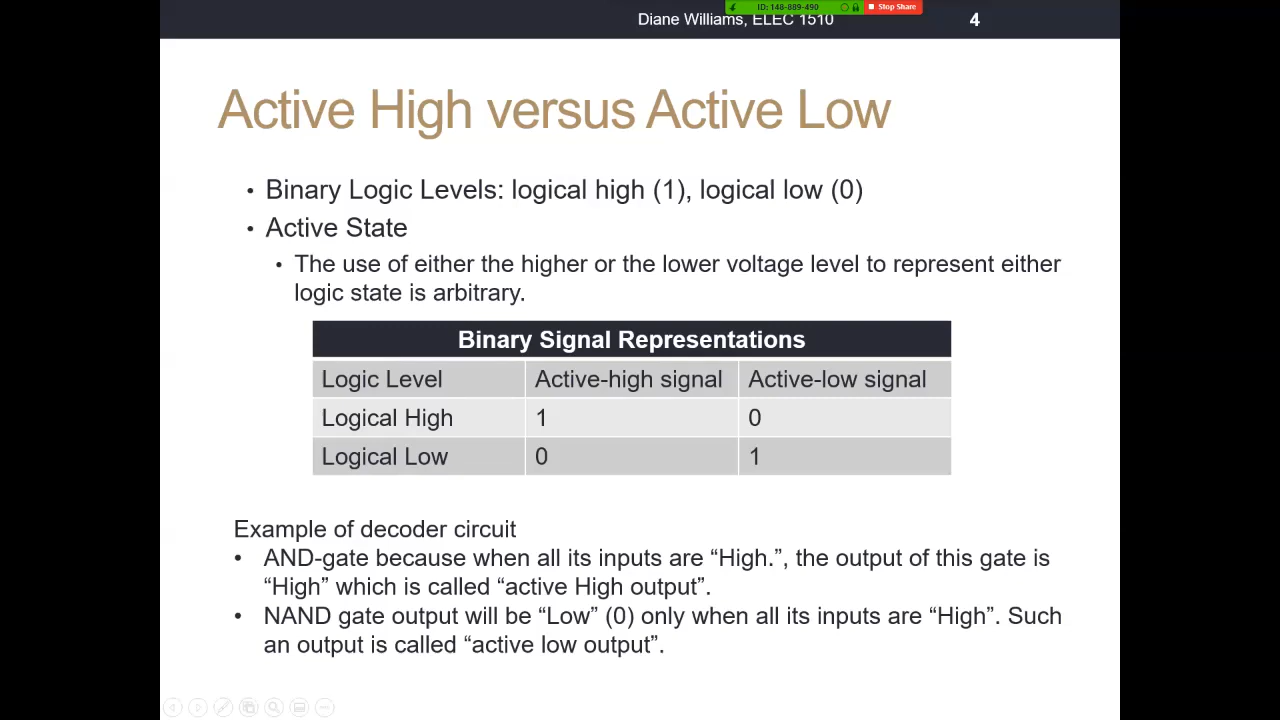 ID: 148-889-490
Stop Share
Diane Williams, ELEC 1510
4
Active High versus Active Low
• Binary Logic Levels: logical high (1), logical low (0)
• Active State
• The use of either the higher or the lower voltage level to represent either
logic state is arbitrary.
Binary Signal Representations
Logic Level Active-high signal Active-low signal
Logical High 1 0
Logical Low 0 1
Example of decoder circuit
• AND-gate because when all its inputs are “High.”, the output of this gate is
“High” which is called “active High output”.
• NAND gate output will be “Low” (0) only when all its inputs are “High”. Such
an output is called “active low output”.